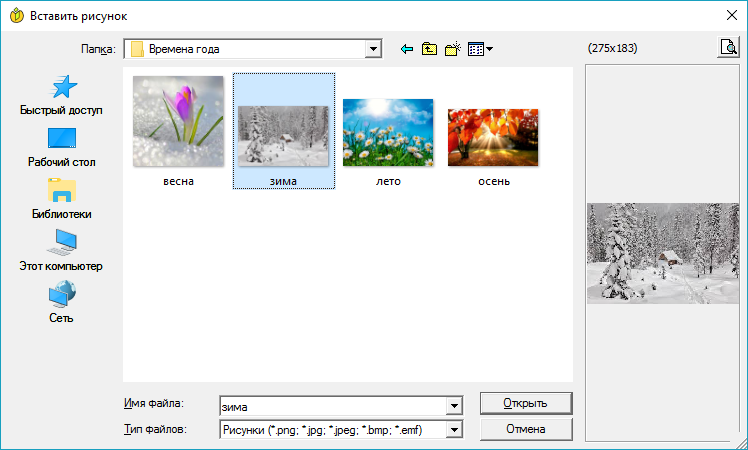 Вставить рисунок
Папка: Времена года
(275x183)
Быстрый доступ
Рабочий стол
Библиотеки
Этот компьютер
Сеть
весна зима лето осень
Имя файла: зима Открыть
Тип файлов: Рисунки (*.png; *.jpg; *.jpeg; *.bmp; *.emf) Отмена